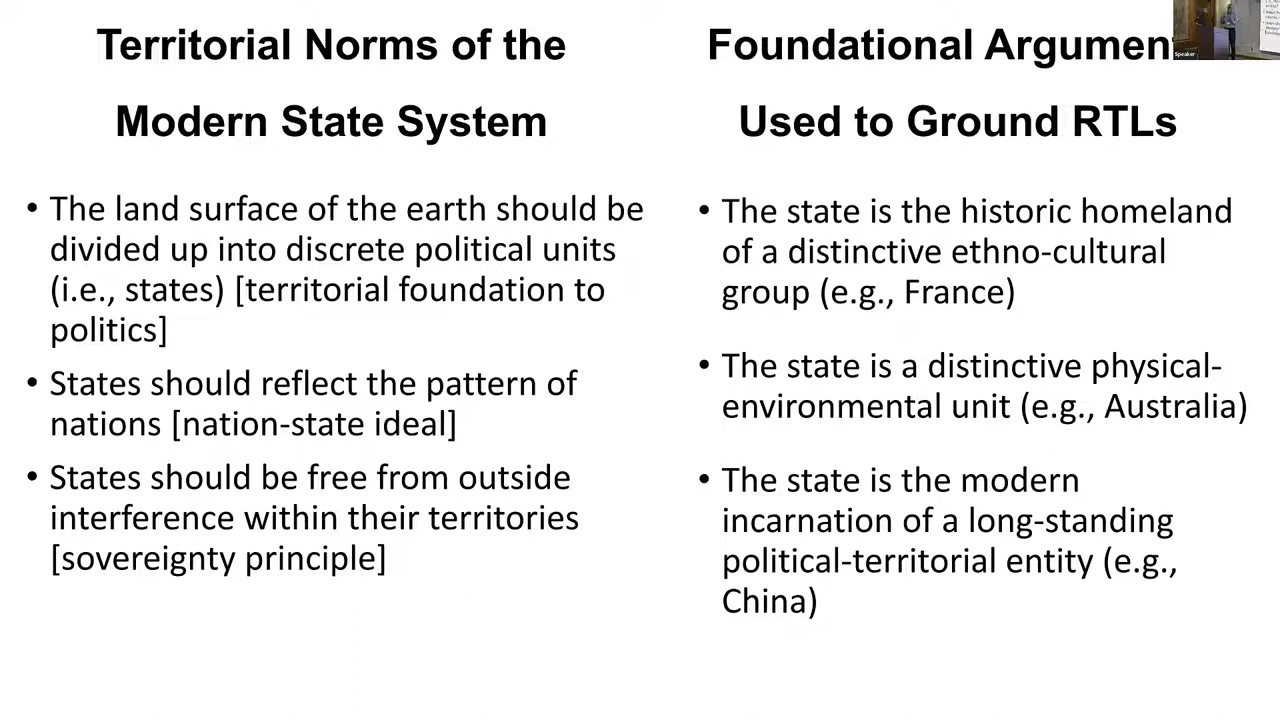 Territorial Norms of the
Modern State System
• The land surface of the earth should be
divided up into discrete political units
(i.e., states) [territorial foundation to
politics]
• States should reflect the pattern of
nations [nation-state ideal]
• States should be free from outside
interference within their territories
[sovereignty principle]
Foundational Argumen
Used to Ground RTLs
• The state is the historic homeland
of a distinctive ethno-cultural
group (e.g., France)
• The state is a distinctive physical-
environmental unit (e.g., Australia)
• The state is the modern
incarnation of a long-standing
political-territorial entity (e.g.,
China)
Speaker